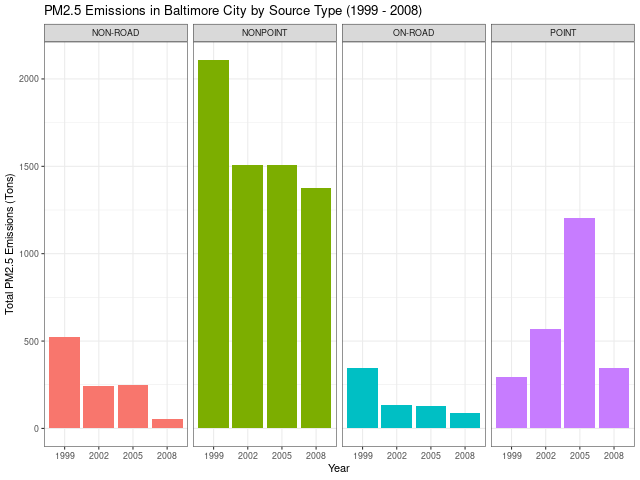 PM2.5 Emissions in Baltimore City by Source Type (1999 - 2008)
NON-ROAD NONPOINT ON-ROAD POINT
Total PM2.5 Emissions (Tons)
2000
1500
1000
500
0
1999 2002 2005 2008 1999 2002 2005 2008 1999 2002 2005 2008 1999 2002 2005 2008
Year